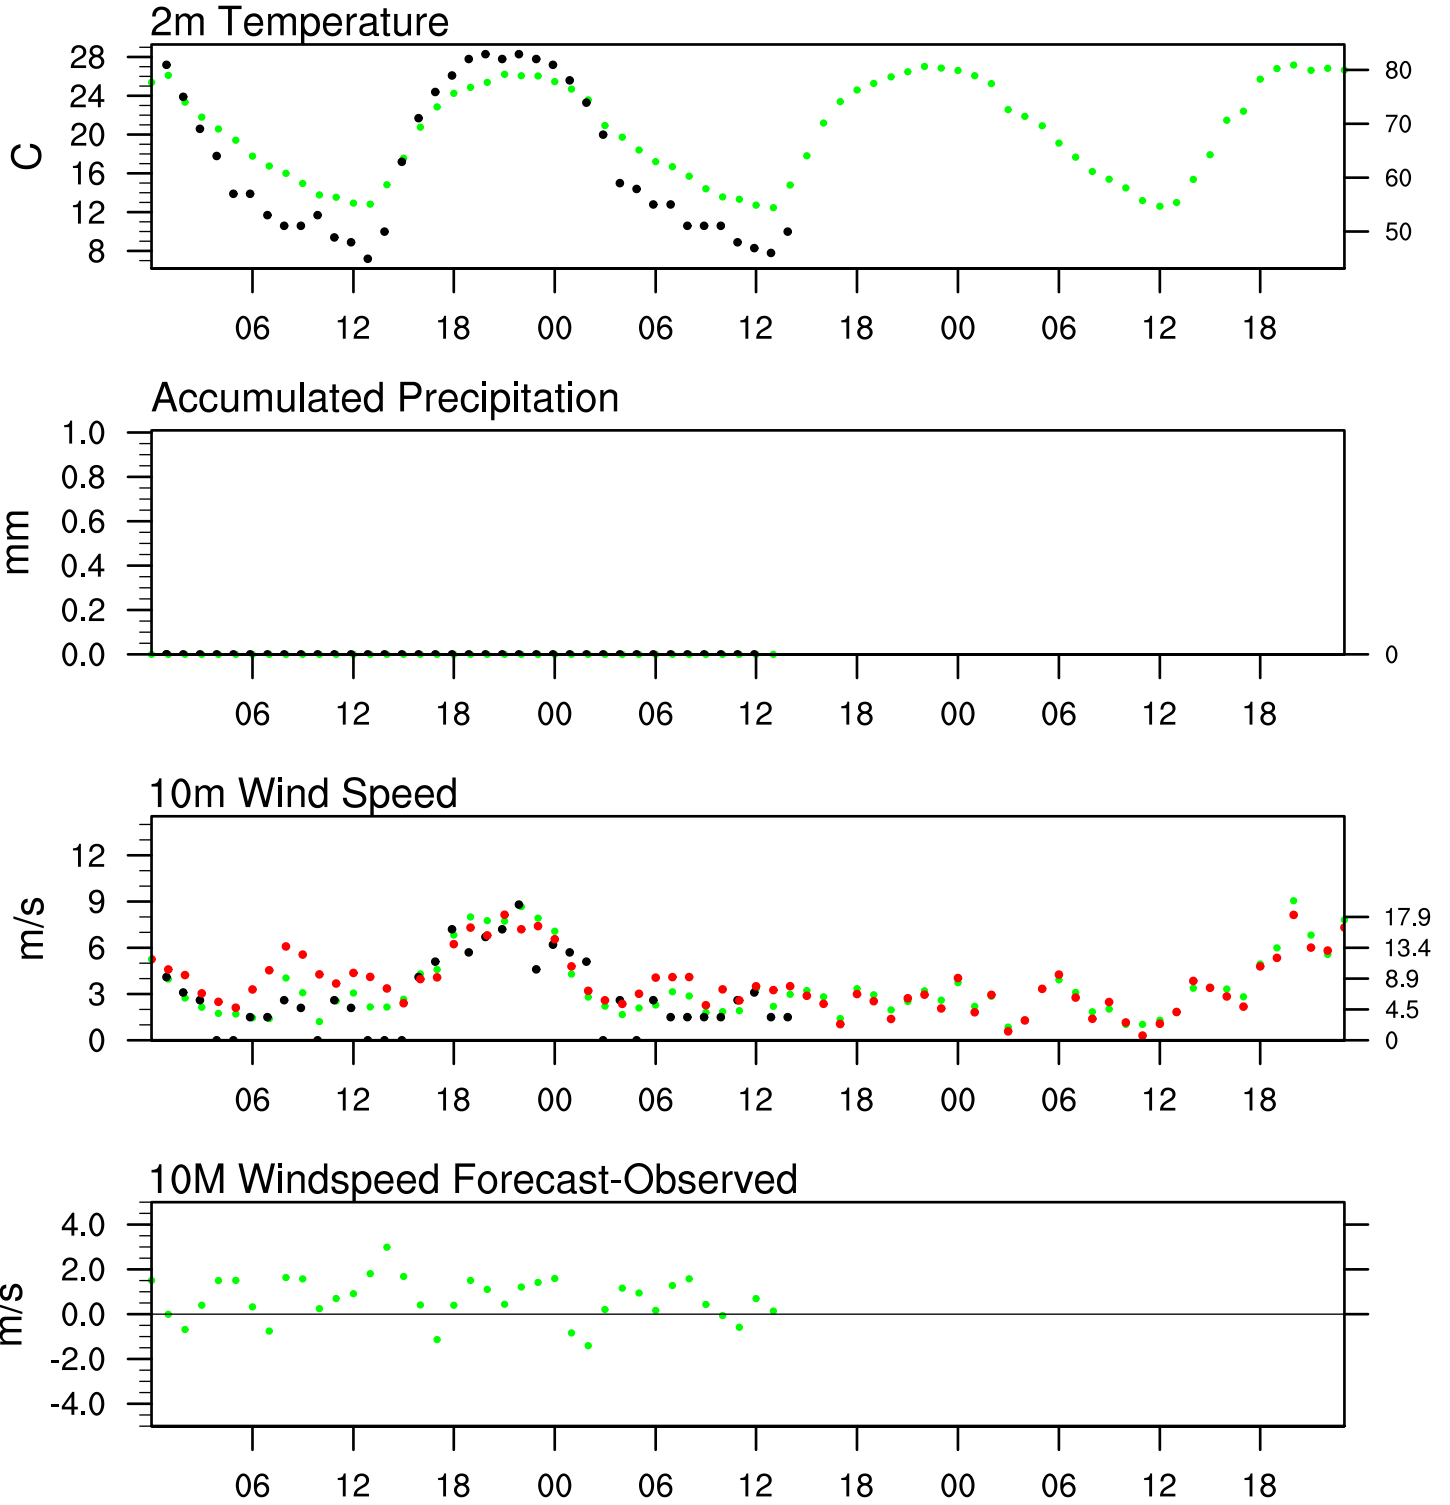 2m Temperature
28
24
20
16
12
8
C
80
70
60
50
06 12 18 00 06 12 18 00 06 12 18
Accumulated Precipitation
1.0
0.8
0.6
0.4
0.2
0.0
mm
0
06 12 18 00 06 12 18 00 06 12 18
10m Wind Speed
12
9
6
3
0
m/s
17.9
13.4
8.9
4.5
0
06 12 18 00 06 12 18 00 06 12 18
10M Windspeed Forecast-Observed
4.0
2.0
0.0
-2.0
-4.0
m/s
06 12 18 00 06 12 18 00 06 12 18